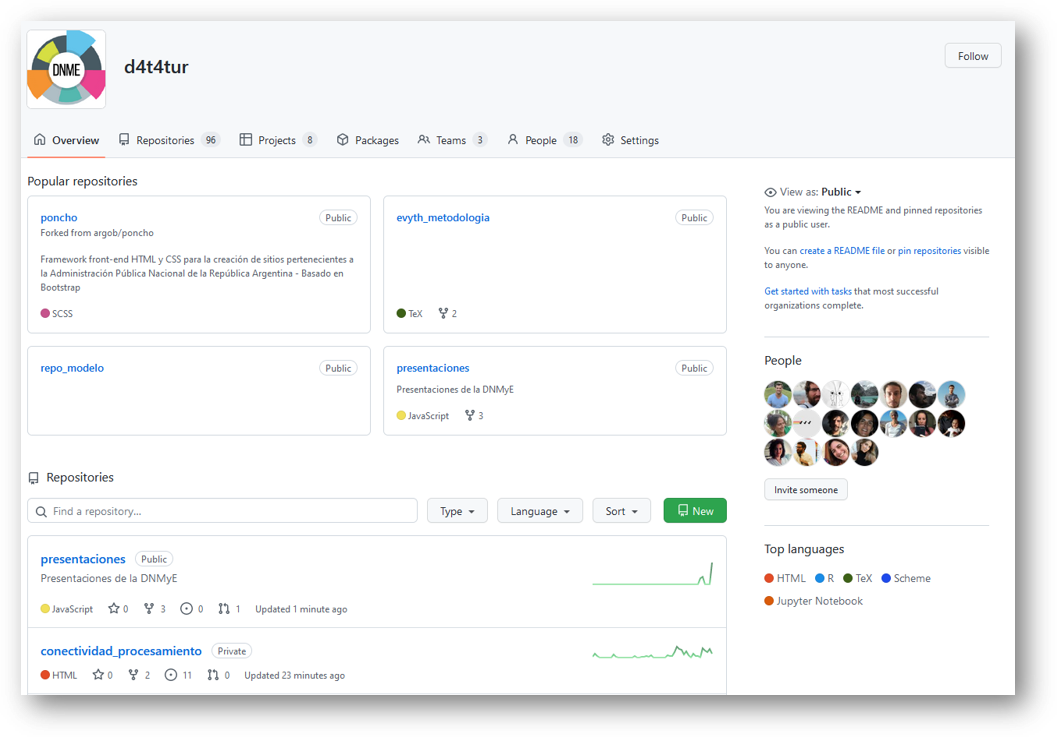 DNME
d4t4tur
Follow
Overview
Repositories 96
Projects 8
Packages
Teams 3
People 18
Settings
Popular repositories
poncho Public
Forked from argob/poncho
Framework front-end HTML y CSS para la creación de sitios pertenecientes a
la Administración Pública Nacional de la República Argentina - Basado en
Bootstrap
SCSS
evyth_metodologia Public
TeX 2
repo_modelo Public
presentaciones Public
Presentaciones de la DNMyE
JavaScript 3
Repositories
Find a repository...
Type
Language
Sort
New
presentaciones Public
Presentaciones de la DNMyE
JavaScript 0 3 0 1 Updated 1 minute ago
conectividad_procesamiento Private
HTML 0 2 11 0 Updated 23 minutes ago
View as: Public
You are viewing the README and pinned repositories
as a public user.
You can create a README file or pin repositories visible
to anyone.
Get started with tasks that most successful
organizations complete.
People
Invite someone
Top languages
HTML R TeX Scheme
Jupyter Notebook